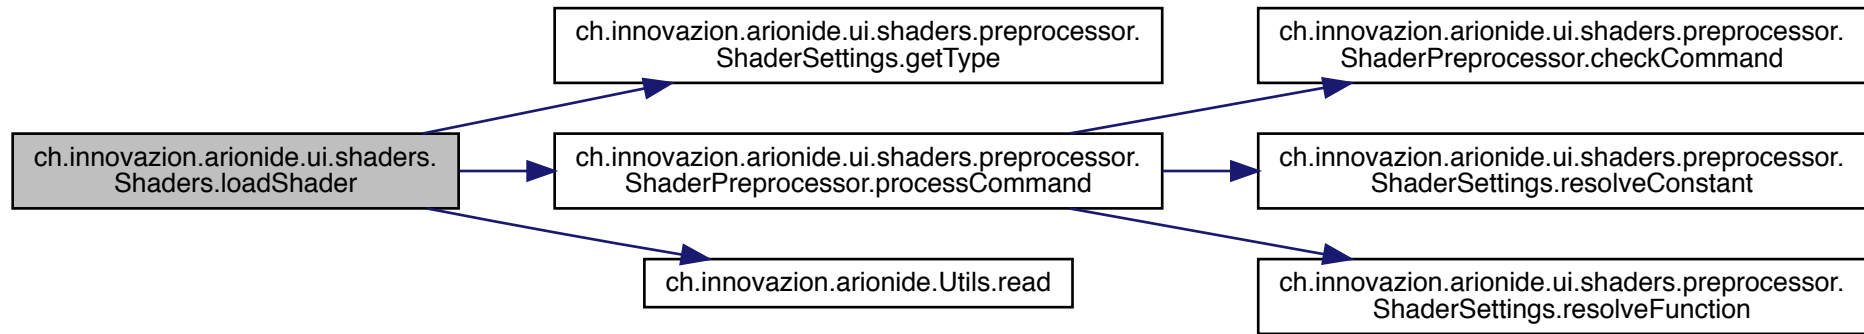 ch.innovazion.arionide.ui.shaders.
Shaders.loadShader
ch.innovazion.arionide.ui.shaders.preprocessor.
ShaderSettings.getType
ch.innovazion.arionide.ui.shaders.preprocessor.
ShaderPreprocessor.processCommand
ch.innovazion.arionide.Utils.read
ch.innovazion.arionide.ui.shaders.preprocessor.
ShaderPreprocessor.checkCommand
ch.innovazion.arionide.ui.shaders.preprocessor.
ShaderSettings.resolveConstant
ch.innovazion.arionide.ui.shaders.preprocessor.
ShaderSettings.resolveFunction